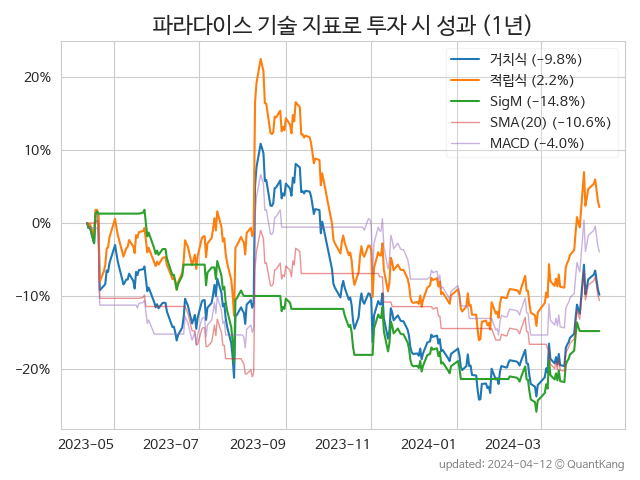 파라다이스 기술 지표로 투자 시 성과 (1년)
거치식 (−9.8%)
적립식 (2.2%)
SigM (−14.8%)
SMA(20) (−10.6%)
MACD (−4.0%)
20%
10%
0%
−10%
−20%
2023-05 2023-07 2023-09 2023-11 2024-01 2024-03
updated: 2024-04-12 © QuantKang